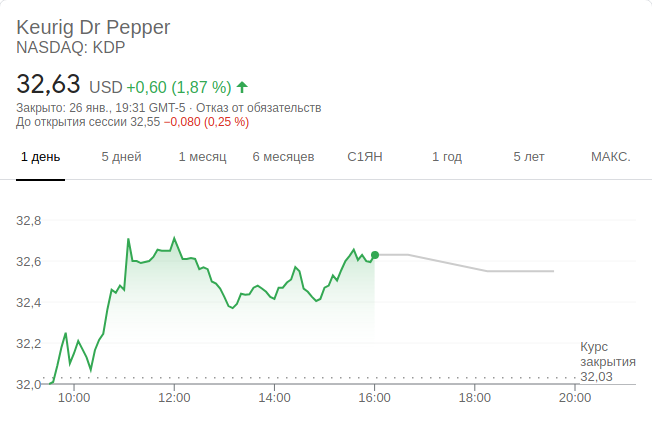 Keurig Dr Pepper
NASDAQ: KDP
32,63 USD +0,60 (1,87 %)
Закрыто: 26 янв., 19:31 GMT-5 · Отказ от обязательств
До открытия сессии 32,55 −0,080 (0,25 %)
1 день 5 дней 1 месяц 6 месяцев С1ЯН 1 год 5 лет МАКС.
32,8
32,6
32,4
32,2
Курс
закрытия
32,03
32,0
10:00 12:00 14:00 16:00 18:00 20:00